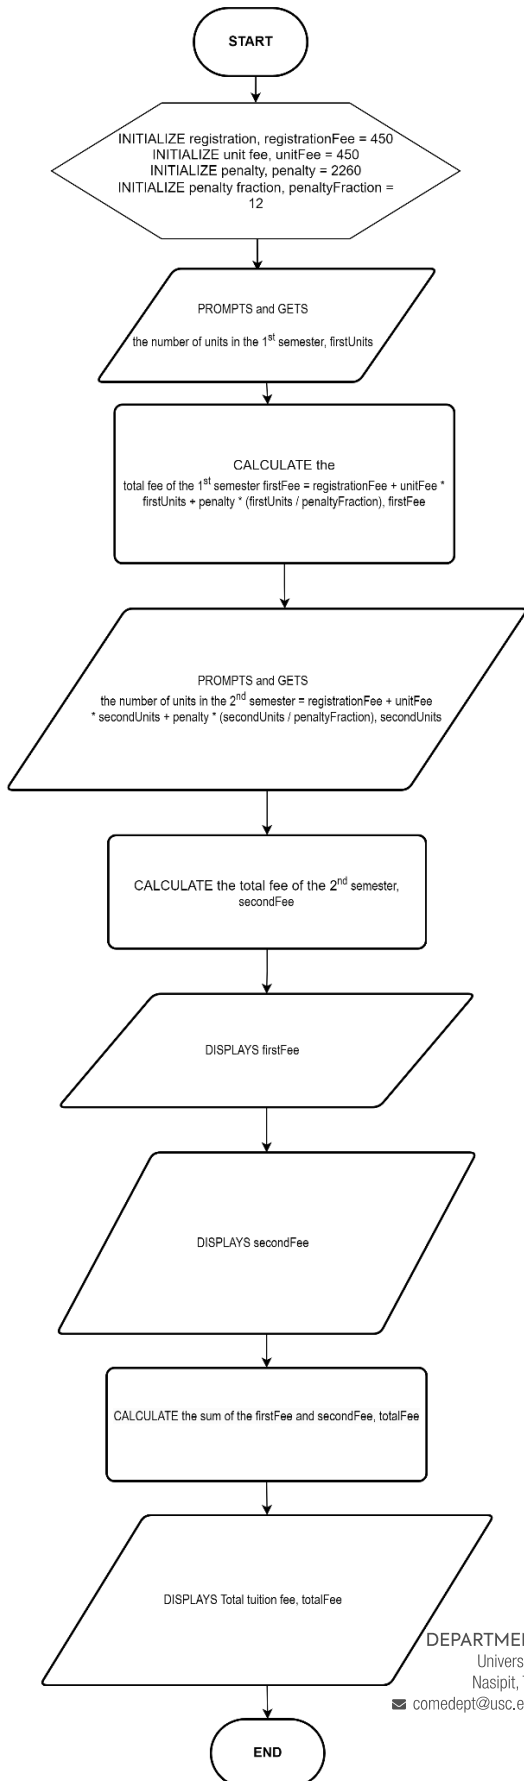 START
INITIALIZE registration, registrationFee = 450
INITIALIZE unit fee, unitFee = 450
INITIALIZE penalty, penalty = 2260
INITIALIZE penalty fraction, penaltyFraction =
12
PROMPTS and GETS
the number of units in the 1st semester, firstUnits
CALCULATE the
total fee of the 1st semester firstFee = registrationFee + unitFee *
firstUnits + penalty * (firstUnits / penaltyFraction), firstFee
PROMPTS and GETS
the number of units in the 2nd semester = registrationFee + unitFee
* secondUnits + penalty * (secondUnits / penaltyFraction), secondUnits
CALCULATE the total fee of the 2nd semester,
secondFee
DISPLAYS firstFee
DISPLAYS secondFee
CALCULATE the sum of the firstFee and secondFee, totalFee
DISPLAYS Total tuition fee, totalFee
DEPARTME
Univers
Nasipit,
comedept@usc.e
END